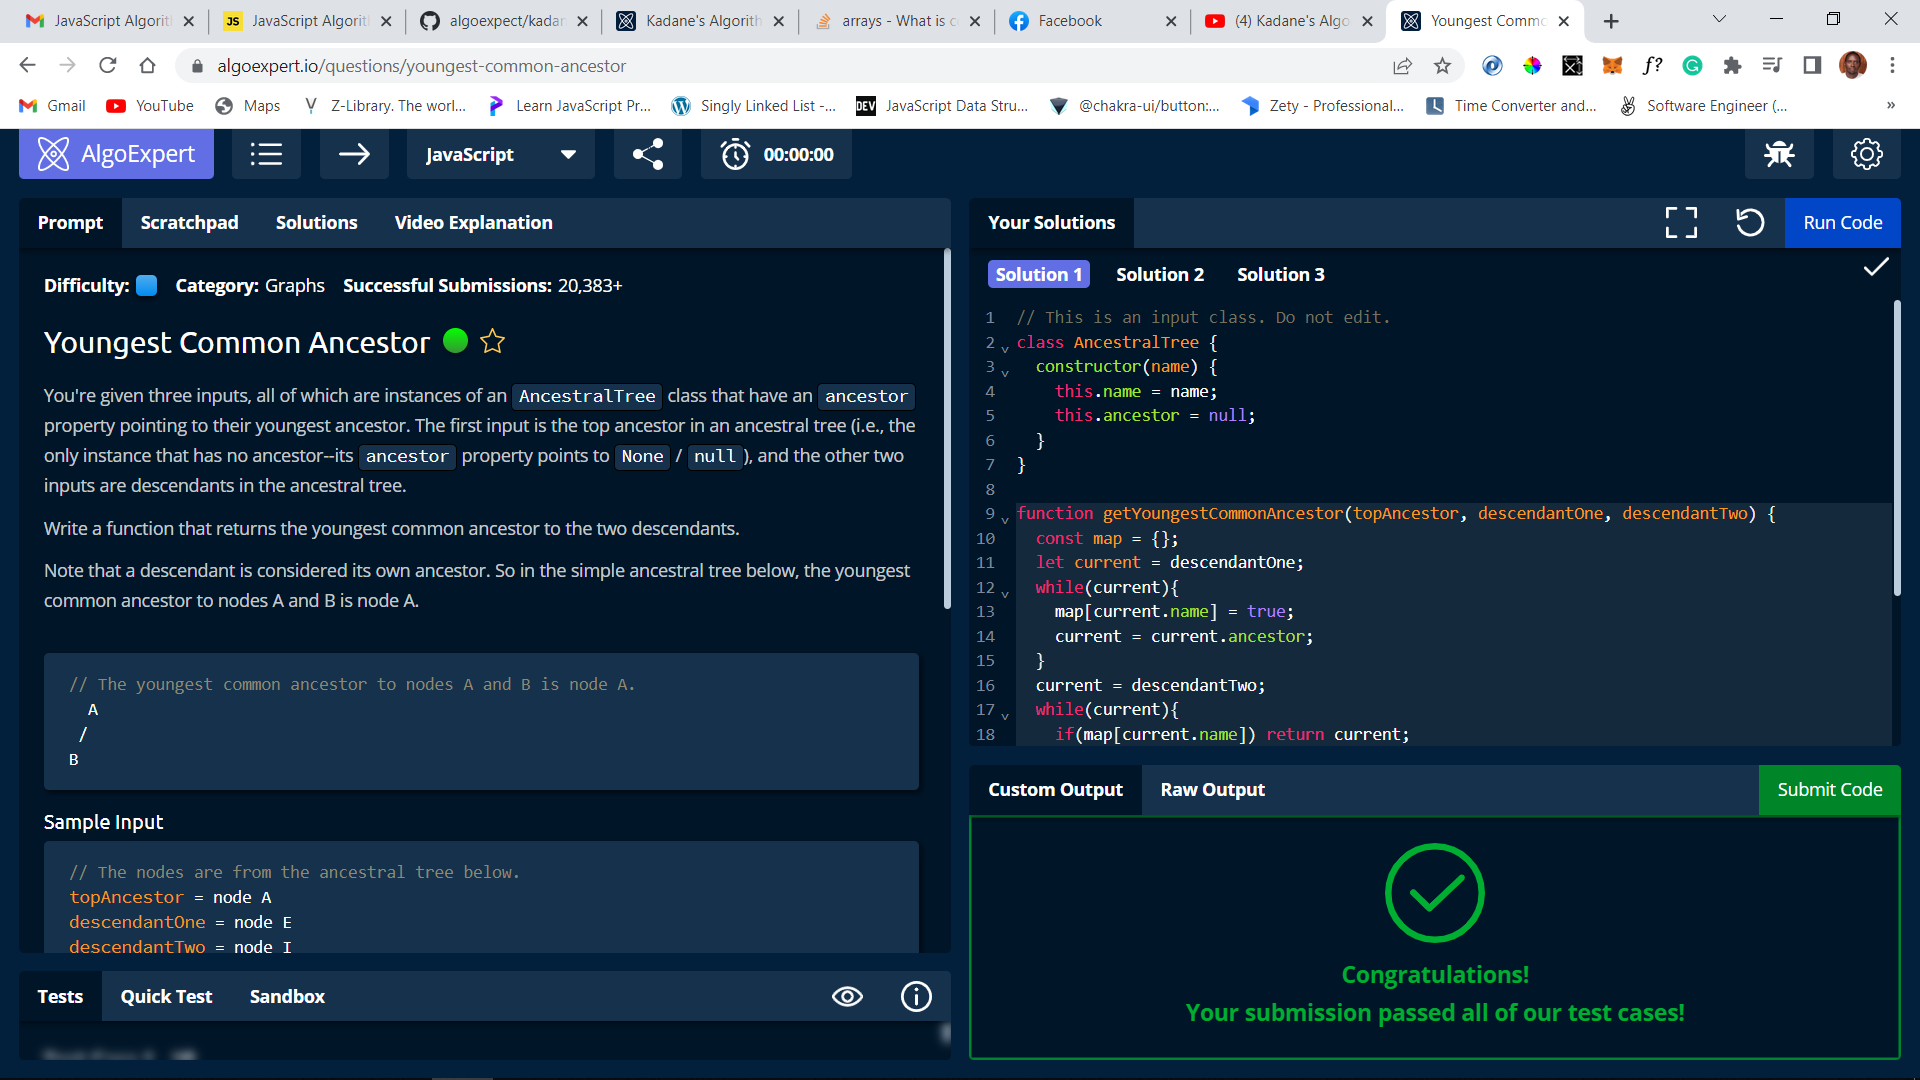 JavaScript Algorit
JavaScript Algorit
algoexpect/kadan
Kadane's Algorith
arrays - What is c
Facebook
(4) Kadane's Algo
Youngest Commo
algoexpert.io/questions/youngest-common-ancestor
Gmail
YouTube
Maps
Z-Library. The worl...
Learn JavaScript Pr...
Singly Linked List -...
JavaScript Data Stru...
@chakra-ui/button:...
Zety - Professional...
Time Converter and...
Software Engineer (...
»
AlgoExpert
JavaScript
00:00:00
Prompt
Scratchpad
Solutions
Video Explanation
Difficulty:
Category: Graphs
Successful Submissions: 20,383+
Youngest Common Ancestor
You're given three inputs, all of which are instances of an AncestralTree class that have an ancestor
property pointing to their youngest ancestor. The first input is the top ancestor in an ancestral tree (i.e., the
only instance that has no ancestor--its ancestor property points to None / null ), and the other two
inputs are descendants in the ancestral tree.
Write a function that returns the youngest common ancestor to the two descendants.
Note that a descendant is considered its own ancestor. So in the simple ancestral tree below, the youngest
common ancestor to nodes A and B is node A.
// The youngest common ancestor to nodes A and B is node A.
A
/
B
Sample Input
// The nodes are from the ancestral tree below.
topAncestor = node A
descendantOne = node E
descendantTwo = node I
Tests
Quick Test
Sandbox
Your Solutions
Run Code
Solution 1
Solution 2
Solution 3
1 // This is an input class. Do not edit.
2 class AncestralTree {
3 constructor(name) {
4 this.name = name;
5 this.ancestor = null;
6 }
7 }
8
9 function getYoungestCommonAncestor(topAncestor, descendantOne, descendantTwo) {
10 const map = {};
11 let current = descendantOne;
12 while(current){
13 map[current.name] = true;
14 current = current.ancestor;
15 }
16 current = descendantTwo;
17 while(current){
18 if(map[current.name]) return current;
Custom Output
Raw Output
Submit Code
Congratulations!
Your submission passed all of our test cases!